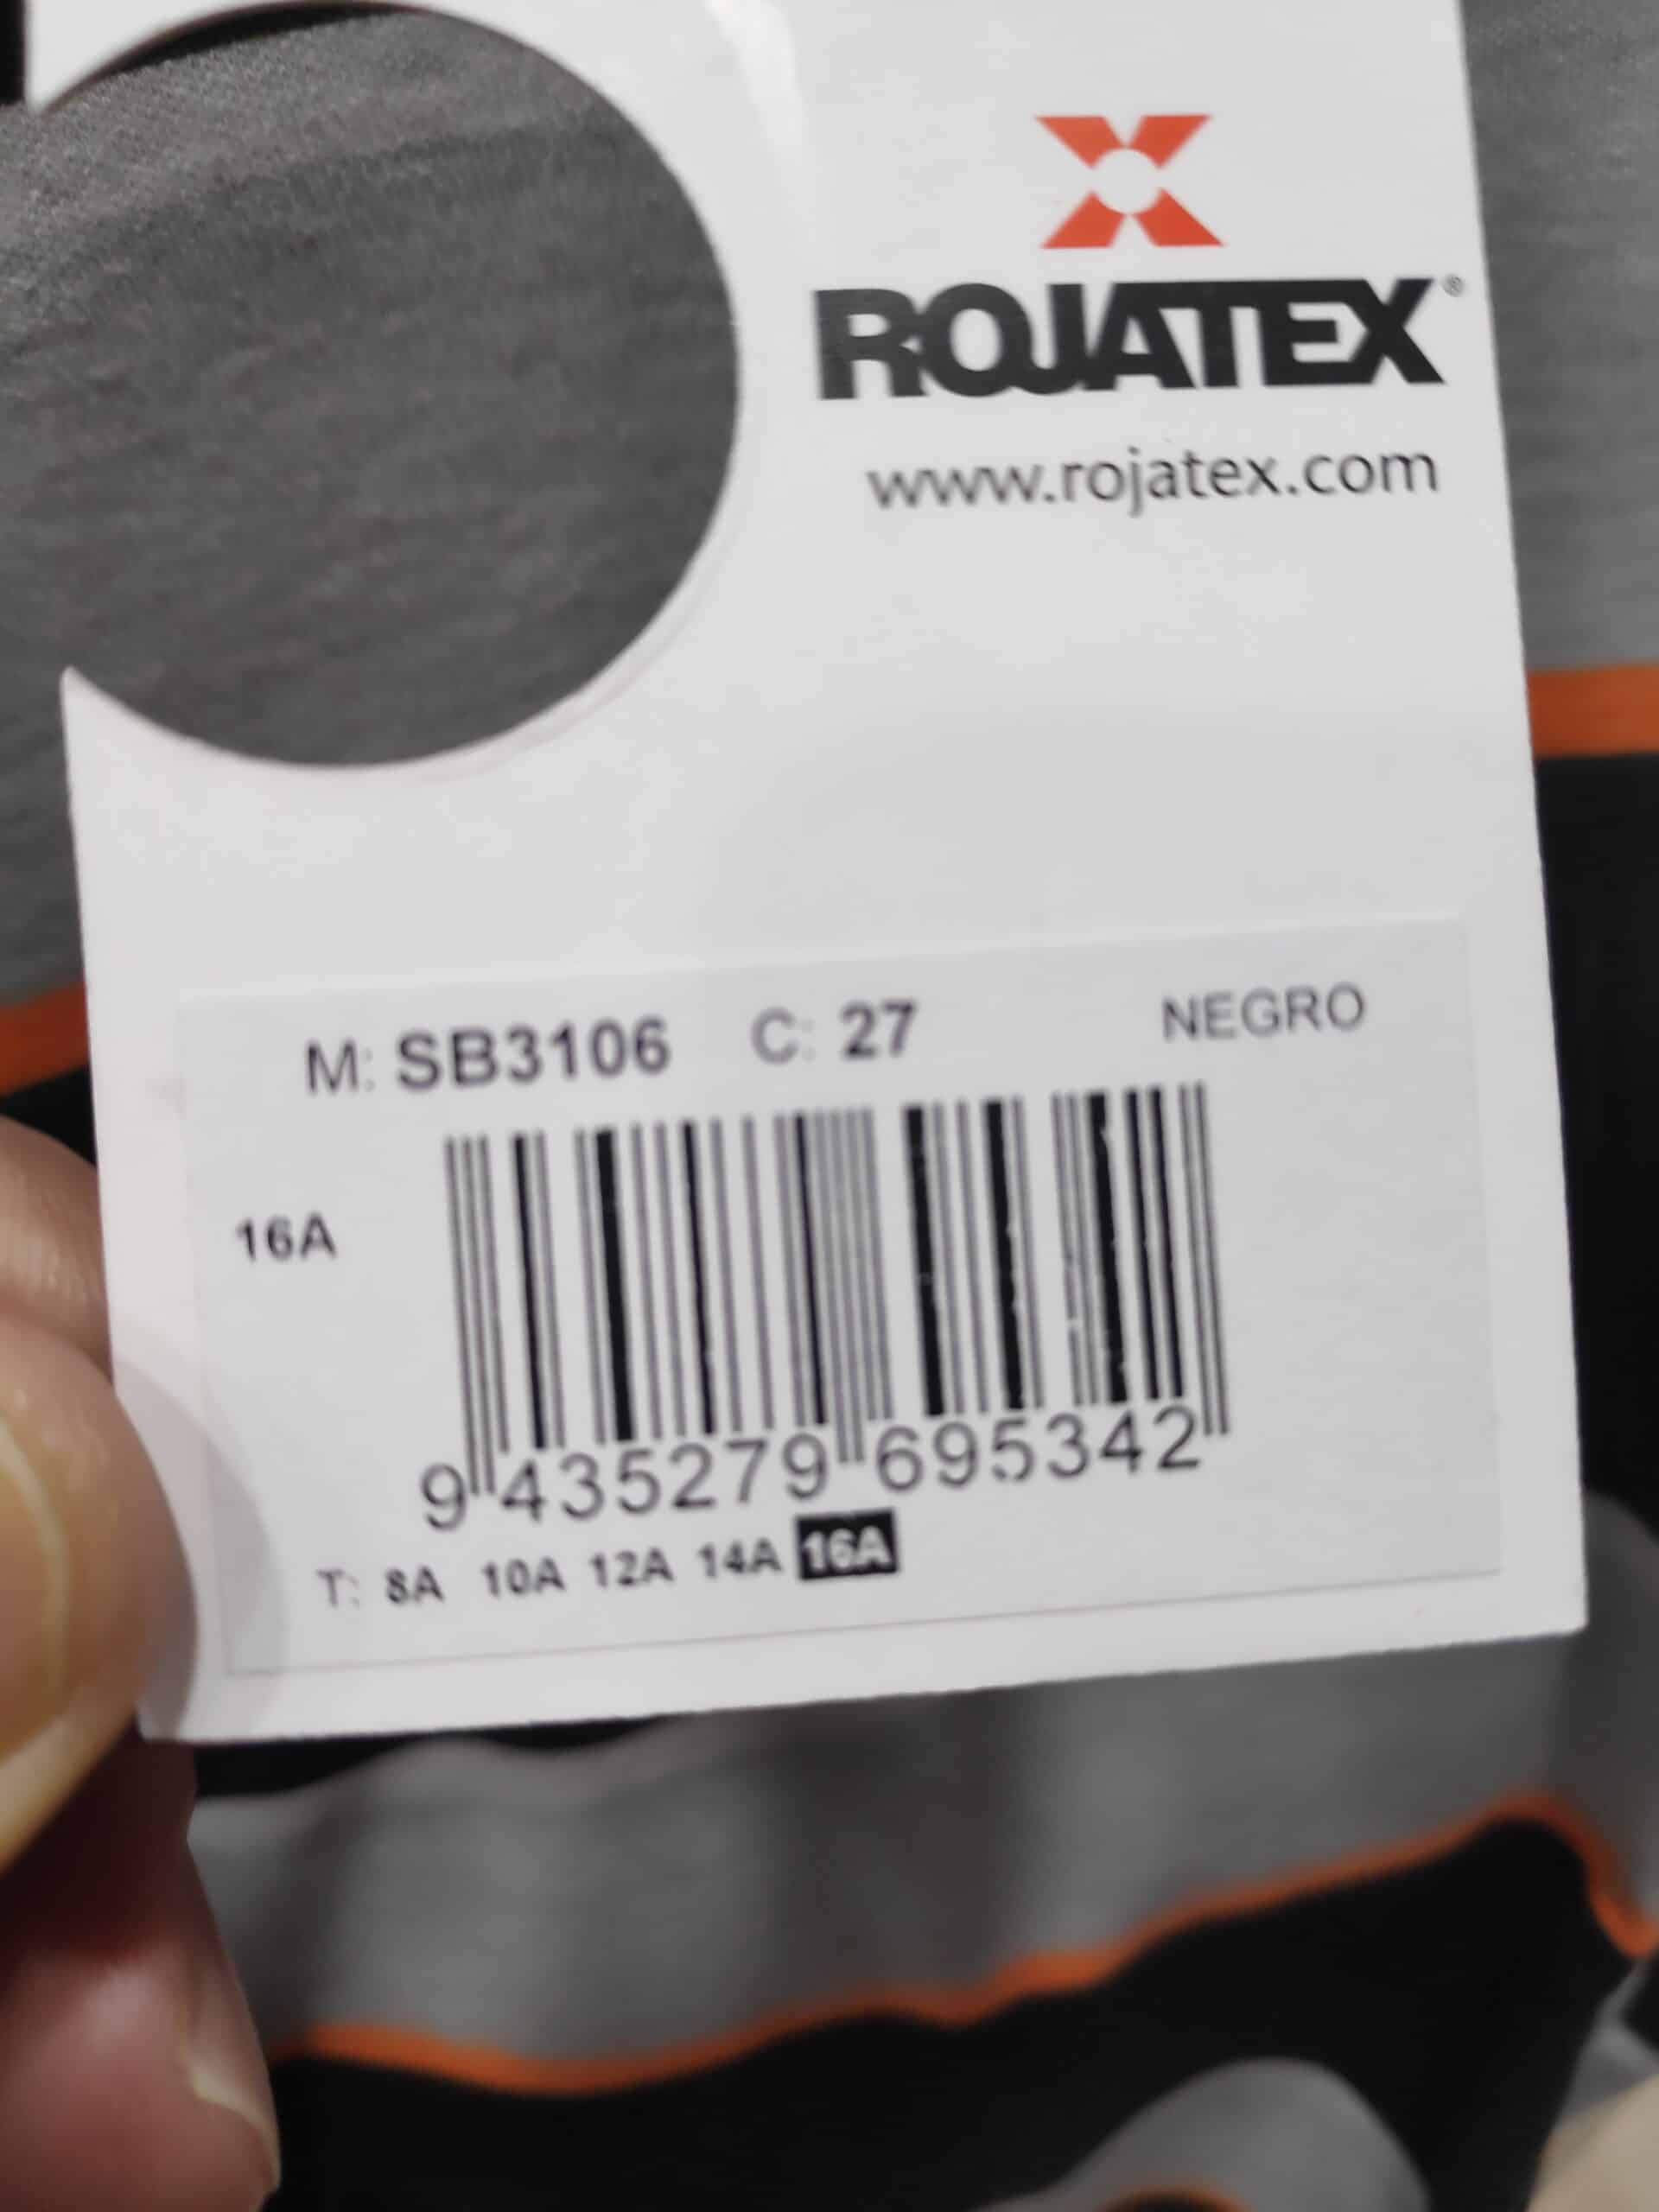 ROJATEX®
www.rojatex.com
M: SB3106 C: 27 NEGRO
16A
9 435279 695342
T: 8A 10A 12A 14A 16A